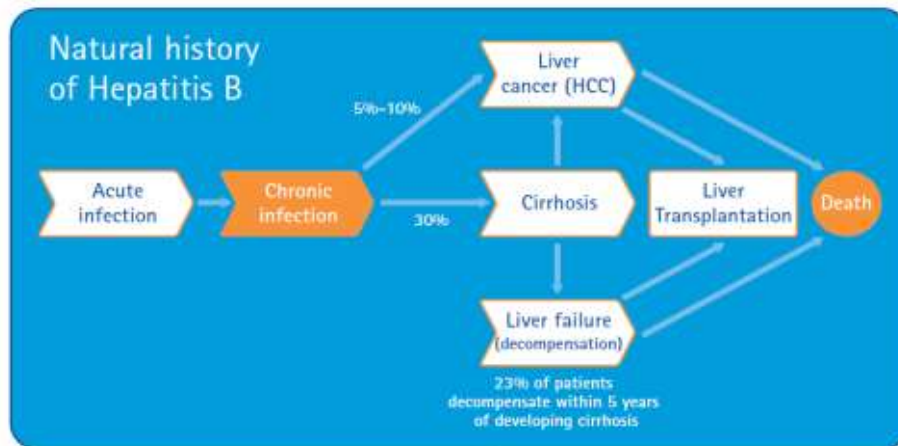 Natural history
of Hepatitis B
Liver
cancer (HCC)
5%-10%
Acute
infection
Chronic
infection
30%
Cirrhosis
Liver
Transplantation
Death
Liver failure
(decompensation)
23% of patients
decompensate within 5 years
of developing cirrhosis